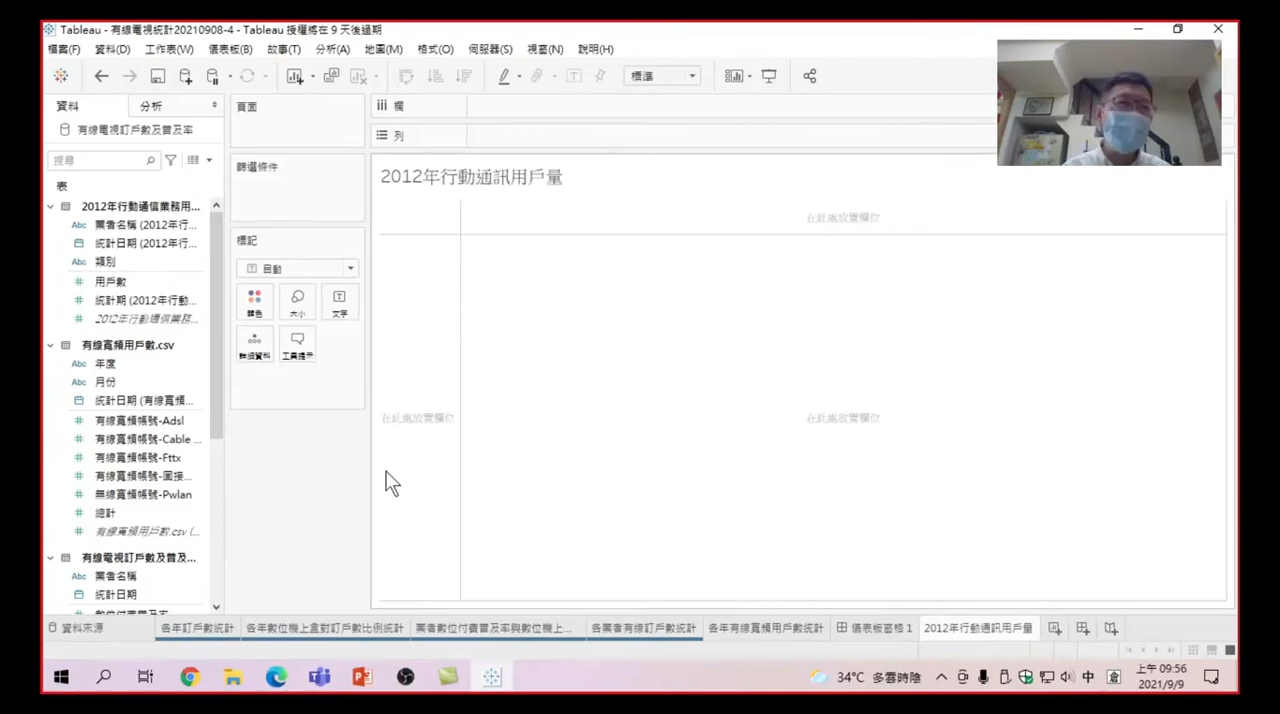 Tableau - 有線電視統計20210908-4 - Tableau 授權將在 9 天後過期
檔案(F) 資料(D) 工作表(W) 儀表板(B) 故事(T) 分析(A) 地圖(M) 格式(O) 伺服器(S) 視窗(N) 說明(H)
標準
資料 分析
有線電視訂戶數及普及率
搜尋
表
2012年行動通信業務用...
Abc 業者名稱 (2012年行...
統計日期 (2012年行...
Abc 類別
# 用戶數
# 統計期 (2012年行動...
# 2012年行動通信業務...
有線寬頻用戶數.csv
Abc 年度
Abc 月份
統計日期 (有線寬頻...
# 有線寬頻帳號-Adsl
# 有線寬頻帳號-Cable ...
# 有線寬頻帳號-Fttx
# 有線寬頻帳號-固接...
# 無線寬頻帳號-Pwlan
# 總計
# 有線寬頻用戶數.csv (...
有線電視訂戶數及普及...
Abc 業者名稱
統計日期
# 數位付費普及率
頁面
篩選條件
標記
自動
顏色 大小 文字
詳細資料 工具提示
欄
列
2012年行動通訊用戶量
在此處放置欄位
在此處放置欄位
在此處放置欄位
資料來源 各年訂戶數統計 各年數位機上盒對訂戶數比例統計 業者數位付費普及率與數位機上... 各業者有線訂戶數統計 各年有線寬頻用戶數統計 儀表板窗格 1 2012年行動通訊用戶量
34°C 多雲時陰 中 倉
上午 09:56
2021/9/9